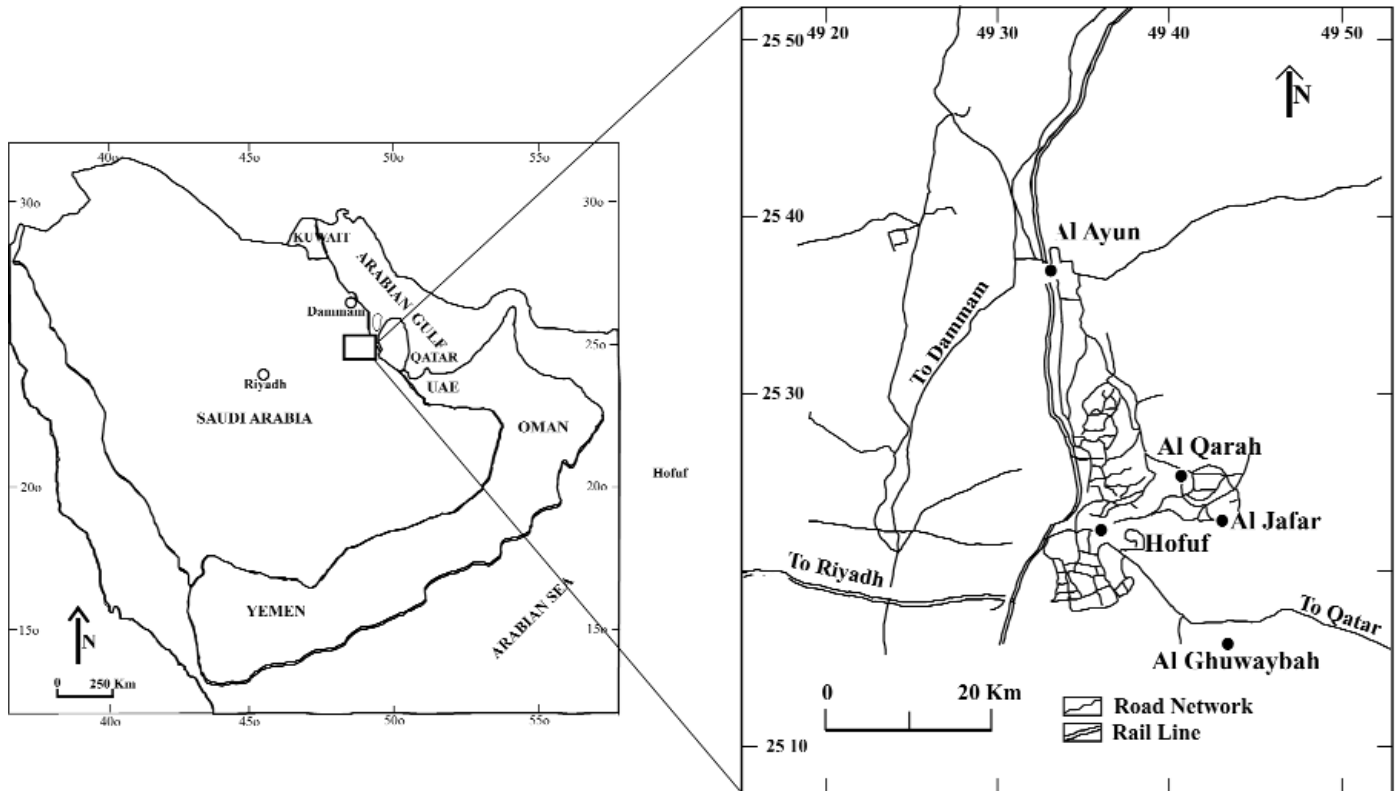 40o 45o 50o 55o
30o 30o
KUWAIT
ARABIAN GULF
Dammam
25o
QATAR
Riyadh
UAE
SAUDI ARABIA
OMAN
20o 20o
YEMEN
ARABIAN SEA
15o 15o
N
0 250 Km
40o 45o 50o 55o
Hofuf
49 20 49 30 49 40 49 50
25 50
N
25 40
Al Ayun
To Dammam
25 30
Al Qarah
Al Jafar
Hofuf
To Riyadh
To Qatar
Al Ghuwaybah
0 20 Km
Road Network
Rail Line
25 10